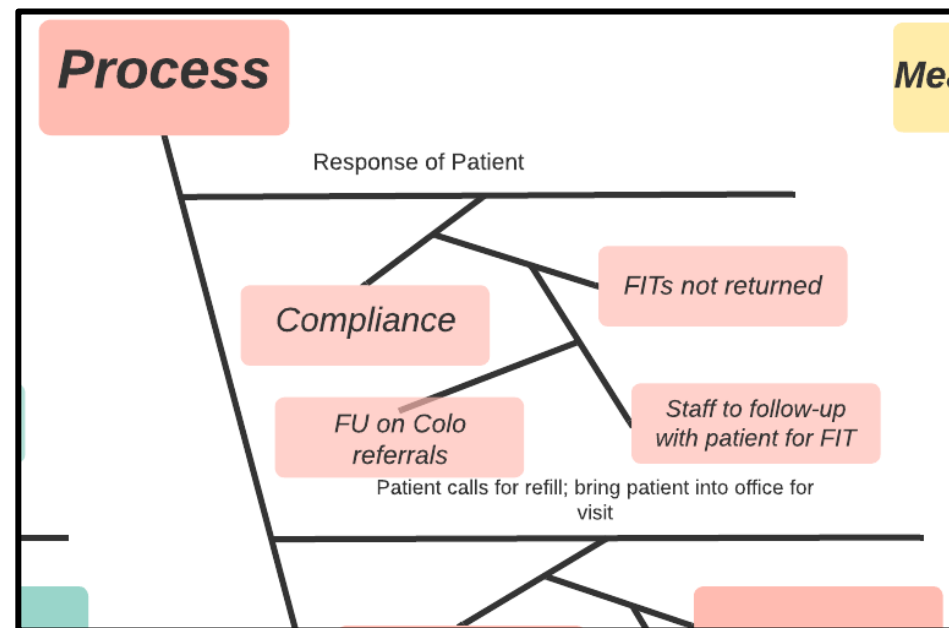 Process
Mea
Response of Patient
FITs not returned
Compliance
Staff to follow-up
with patient for FIT
FU on Colo
referrals
Patient calls for refill; bring patient into office for
visit